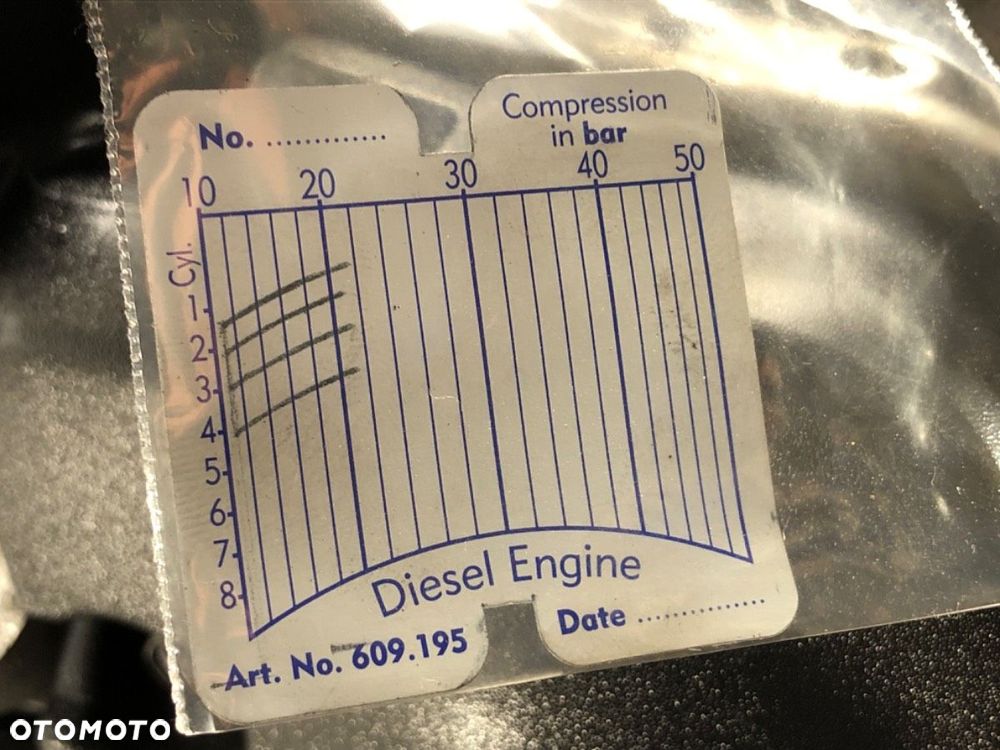 No. .............
Compression
in bar
10 20 30 40 50
Cyl.
1
2
3
4
5
6
7
8
Diesel Engine
Date ..............
Art. No. 609.195
OTOMOTO